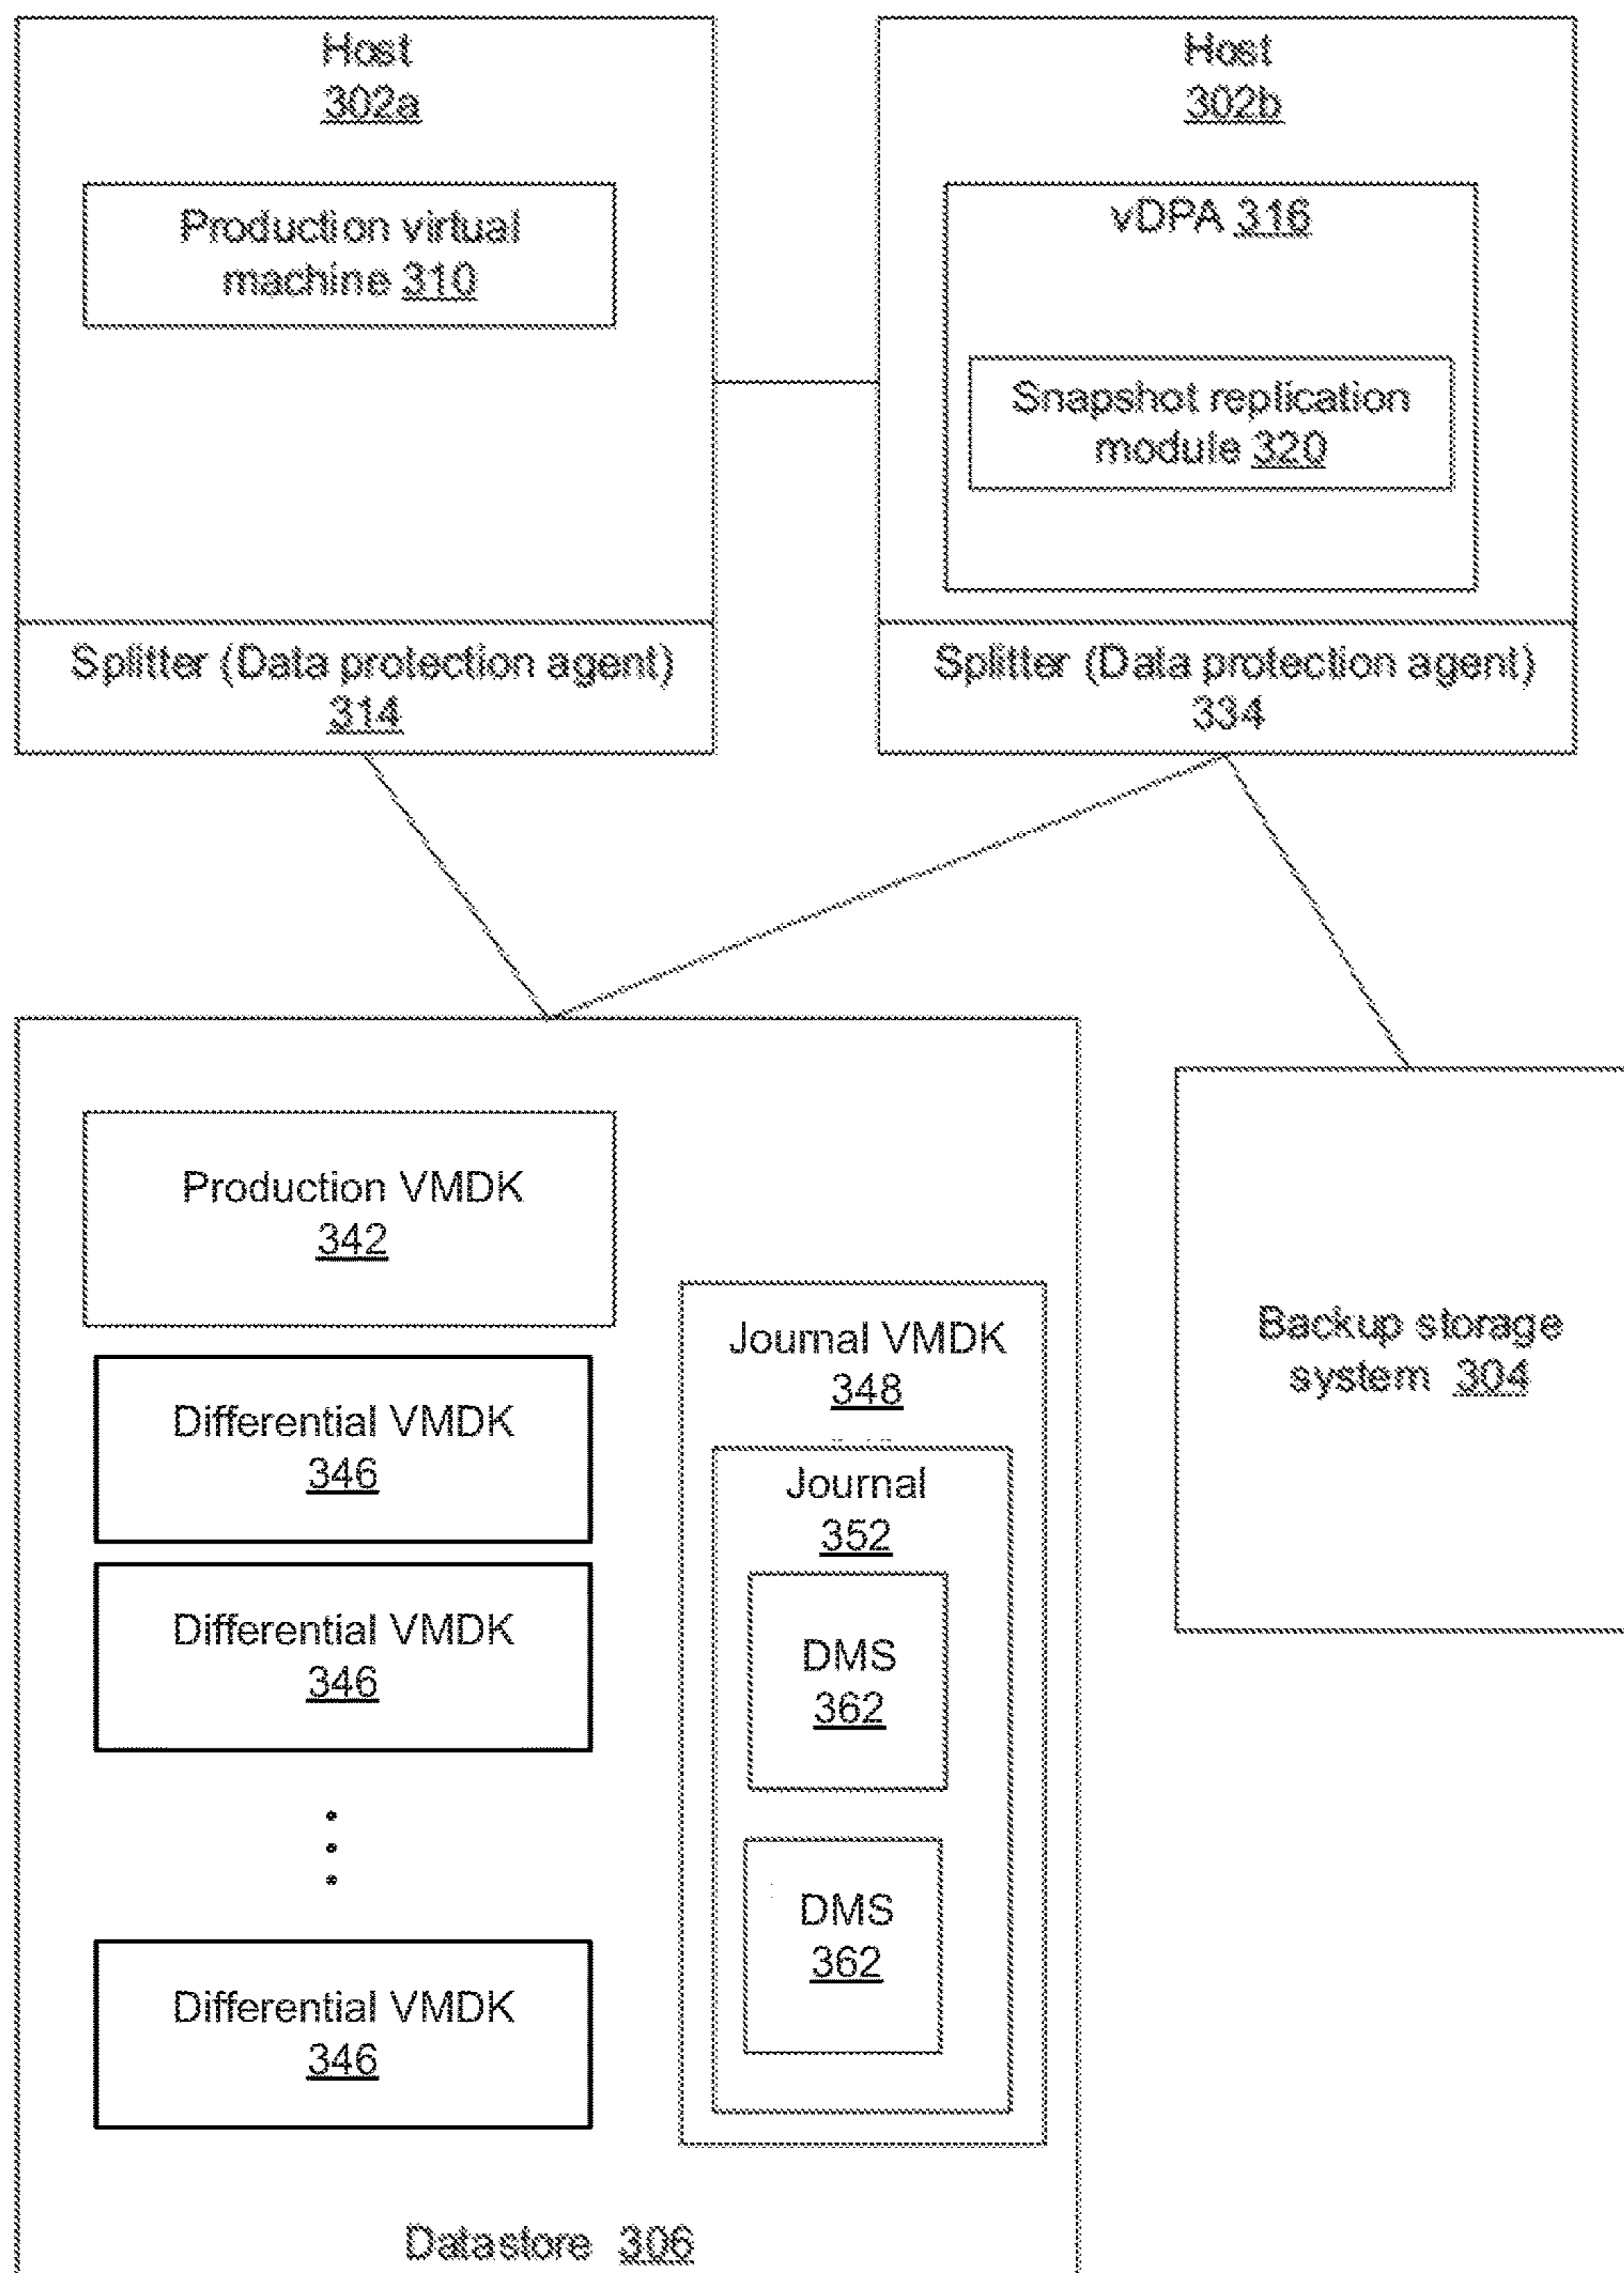 Host
302a
Production virtual
machine 310
Splitter (Data protection agent)
314
Host
302b
vDPA 316
Snapshot replication
module 320
Splitter (Data protection agent)
334
Production VMDK
342
Differential VMDK
346
Differential VMDK
346
Differential VMDK
346
Journal VMDK
348
Journal
352
DMS
362
DMS
362
Datastore 306
Backup storage
system 304